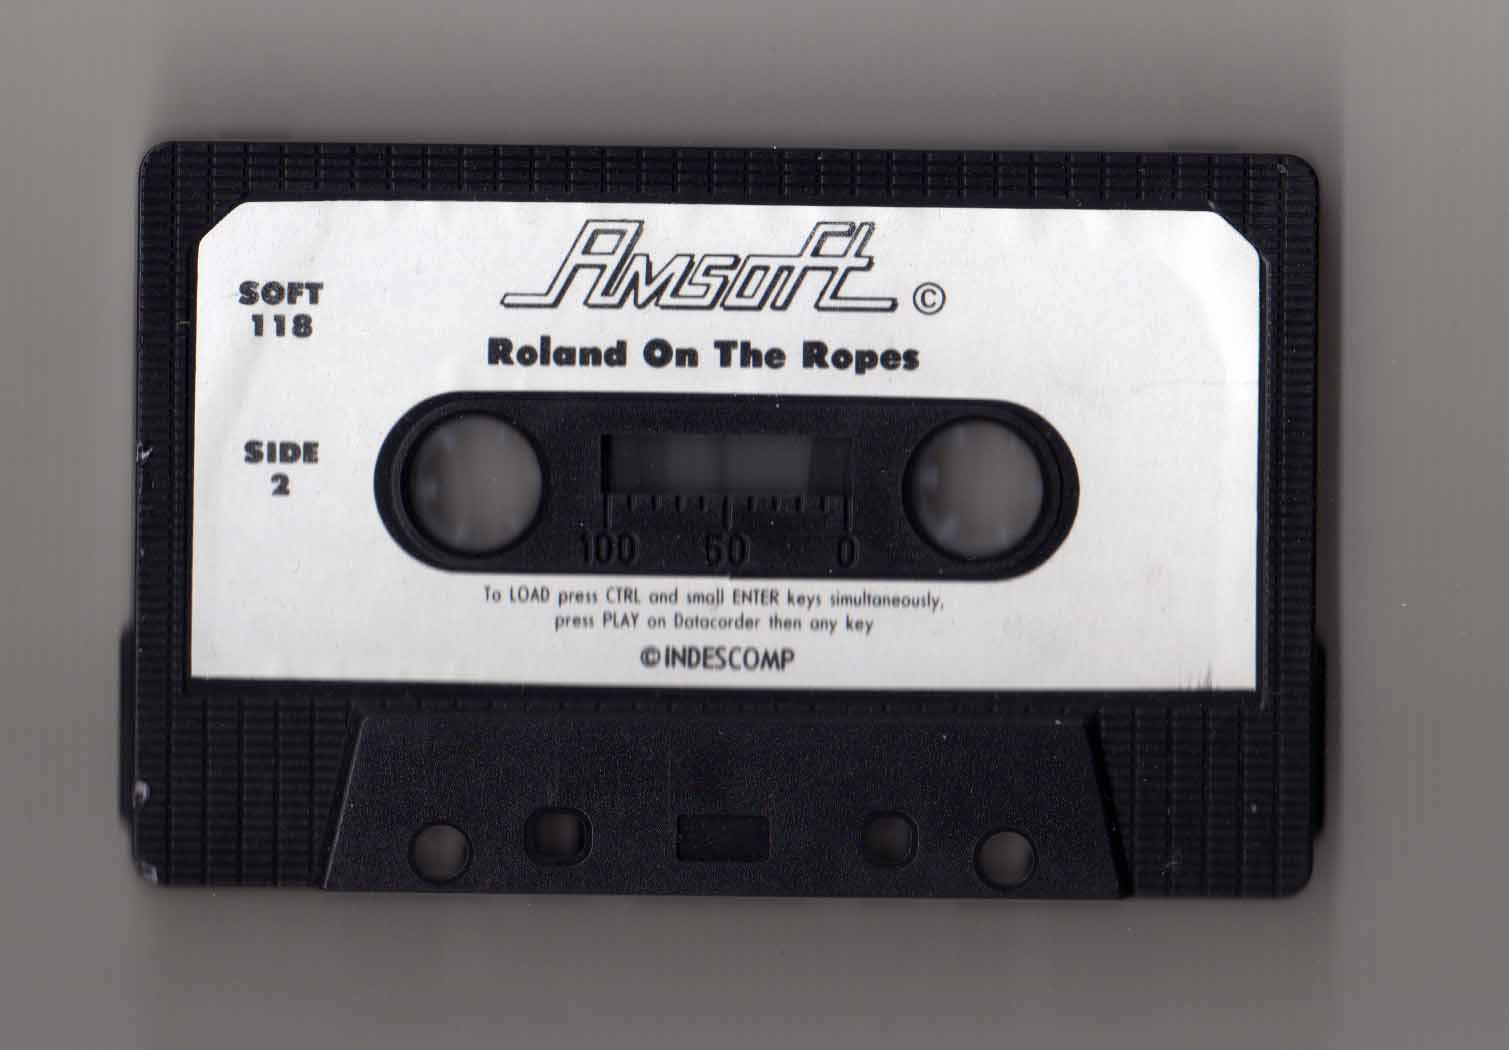 Amsoft ©
SOFT
118
Roland On The Ropes
SIDE
2
100 50 0
To LOAD press CTRL and small ENTER keys simultaneously,
press PLAY on Datacorder then any key
© INDESCOMP